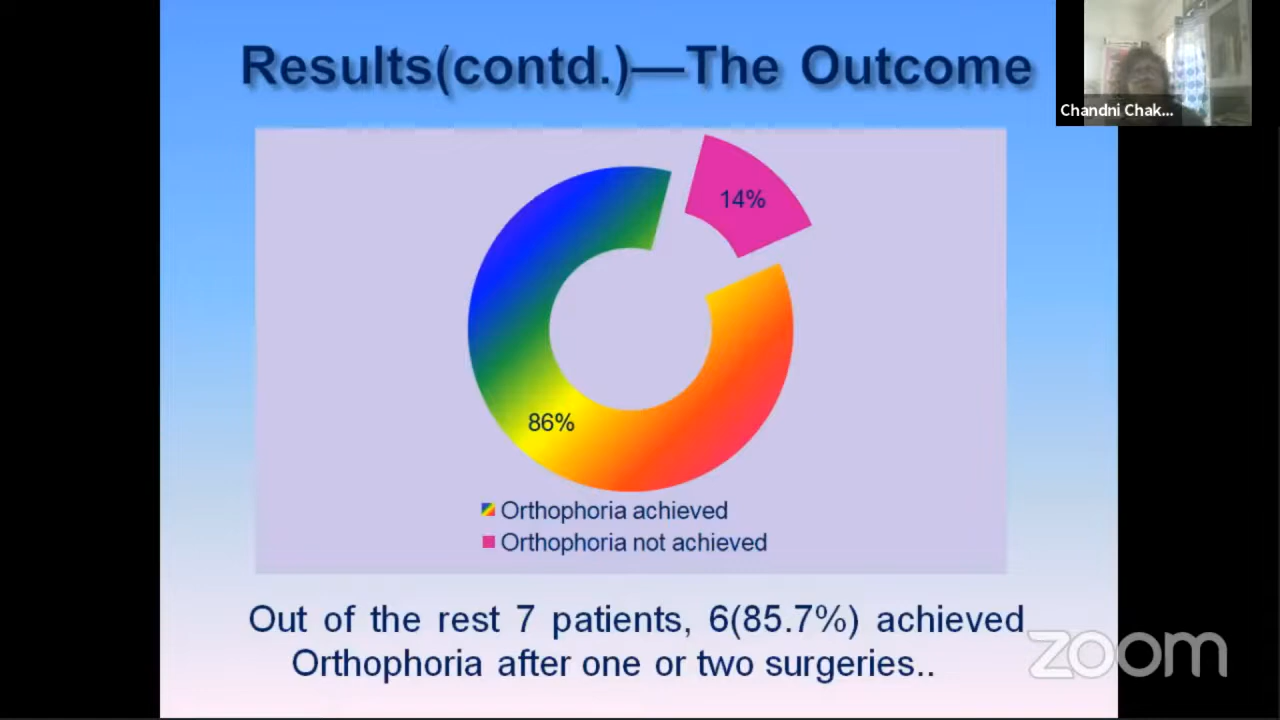 Results(contd.)—The Outcome
Chandni Chak...
14%
86%
Orthophoria achieved
Orthophoria not achieved
Out of the rest 7 patients, 6(85.7%) achieved
Orthophoria after one or two surgeries..
zoom